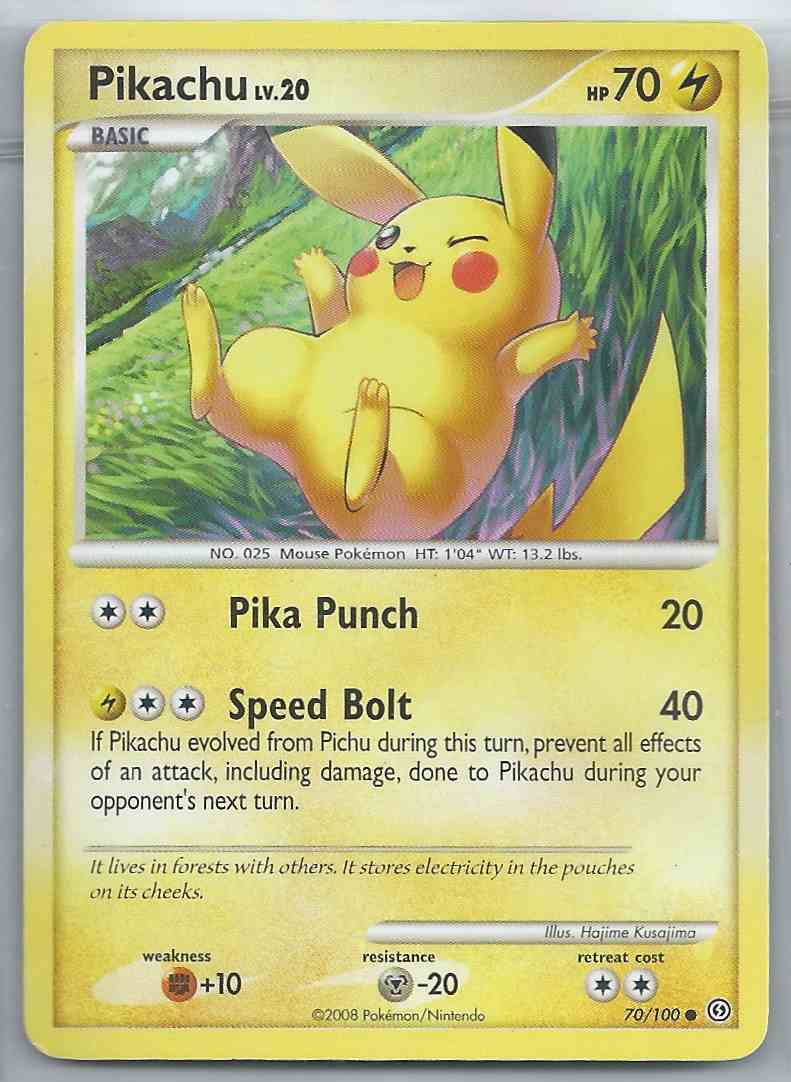 Pikachu LV.20 HP 70
BASIC
NO. 025 Mouse Pokémon HT: 1'04" WT: 13.2 lbs.
Pika Punch 20
Speed Bolt 40
If Pikachu evolved from Pichu during this turn, prevent all effects
of an attack, including damage, done to Pikachu during your
opponent's next turn.
It lives in forests with others. It stores electricity in the pouches
on its cheeks.
Illus. Hajime Kusajima
weakness resistance retreat cost
+10 -20
©2008 Pokémon/Nintendo 70/100